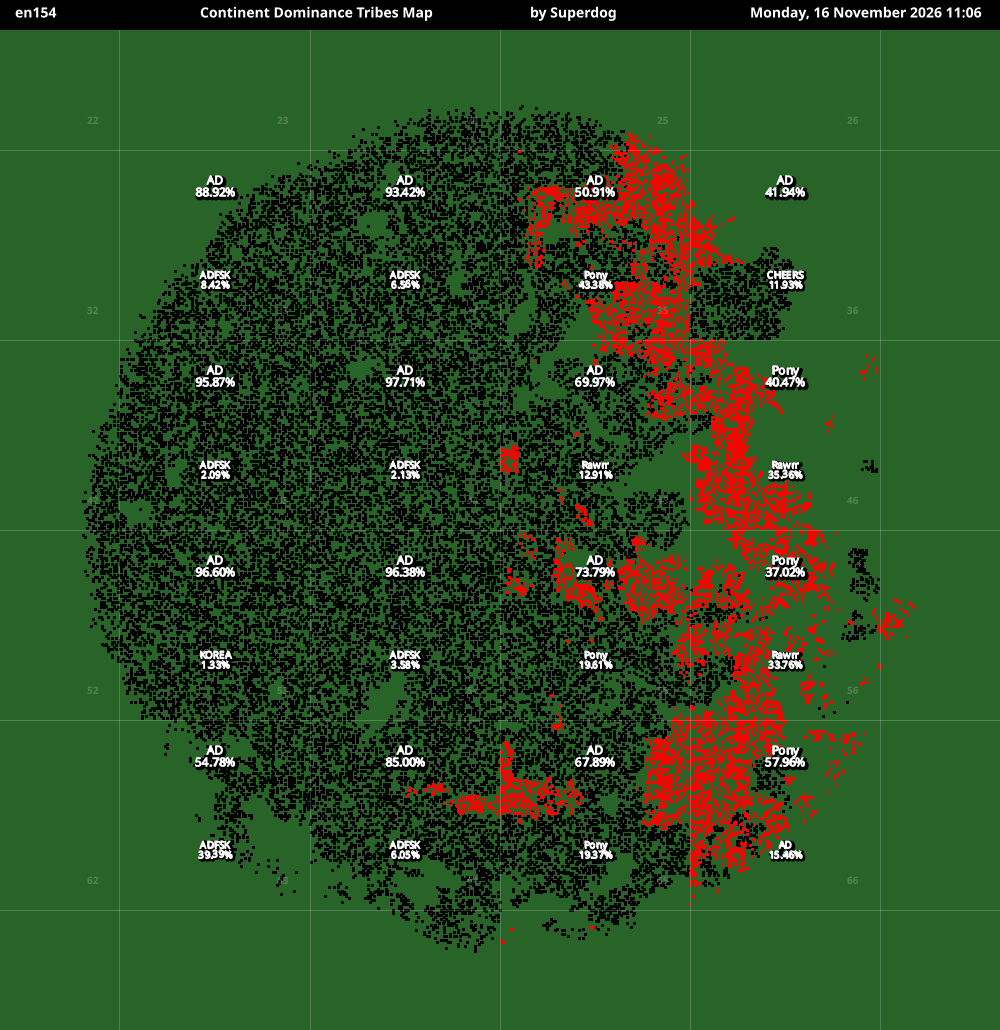 en154 Continent Dominance Tribes Map by Superdog Monday, 16 November 2026 11:06
22 23 25 26
AD AD AD AD
88.92% 93.42% 50.91% 41.94%
ADFSK ADFSK Pony CHEERS
8.42% 6.56% 43.38% 11.93%
32 35 36
AD AD AD Pony
95.87% 97.71% 69.97% 40.47%
ADFSK ADFSK Rawrr Rawrr
2.09% 2.13% 12.91% 35.36%
46
AD AD AD Pony
96.60% 96.38% 73.79% 37.02%
KOREA ADFSK Pony Rawrr
1.33% 3.58% 19.61% 33.76%
52 56
AD AD AD Pony
54.78% 85.00% 67.89% 57.96%
ADFSK ADFSK Pony AD
39.39% 6.05% 19.37% 15.46%
62 66